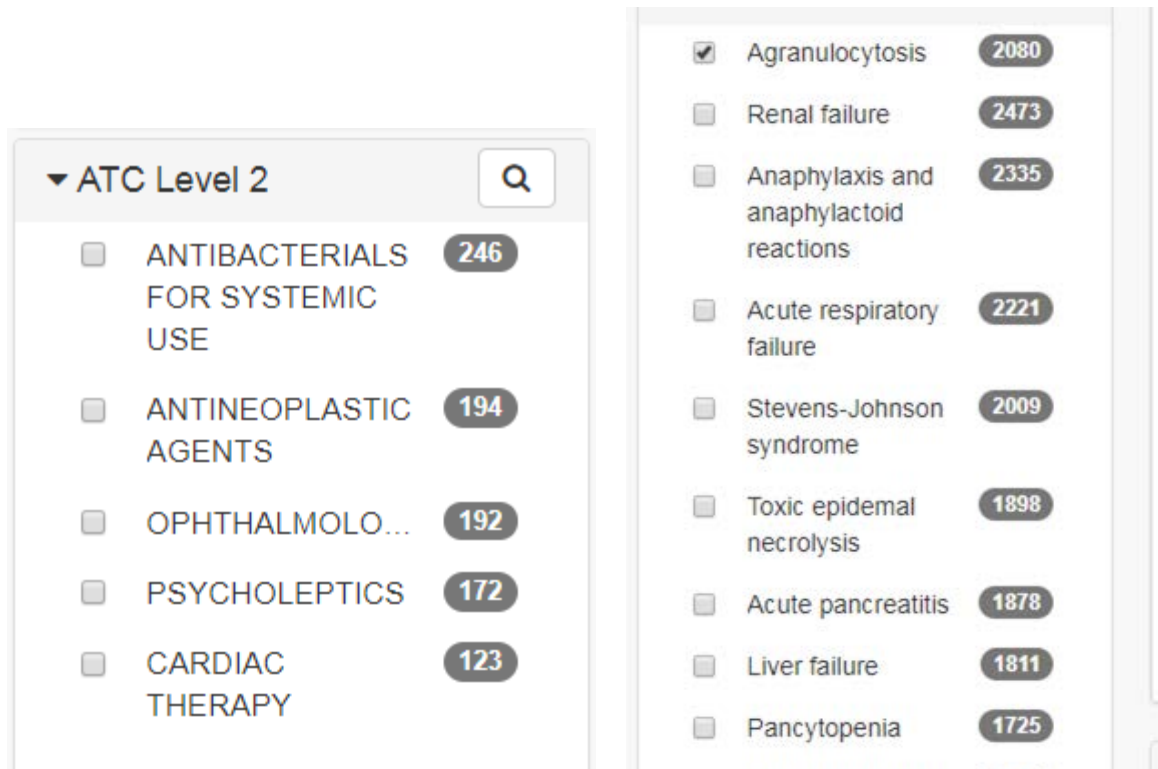 ATC Level 2
ANTIBACTERIALS 246
FOR SYSTEMIC
USE
ANTINEOPLASTIC 194
AGENTS
OPHTHALMOLO... 192
PSYCHOLEPTICS 172
CARDIAC 123
THERAPY
Agranulocytosis 2080
Renal failure 2473
Anaphylaxis and 2335
anaphylactoid
reactions
Acute respiratory 2221
failure
Stevens-Johnson 2009
syndrome
Toxic epidemal 1898
necrolysis
Acute pancreatitis 1878
Liver failure 1811
Pancytopenia 1725